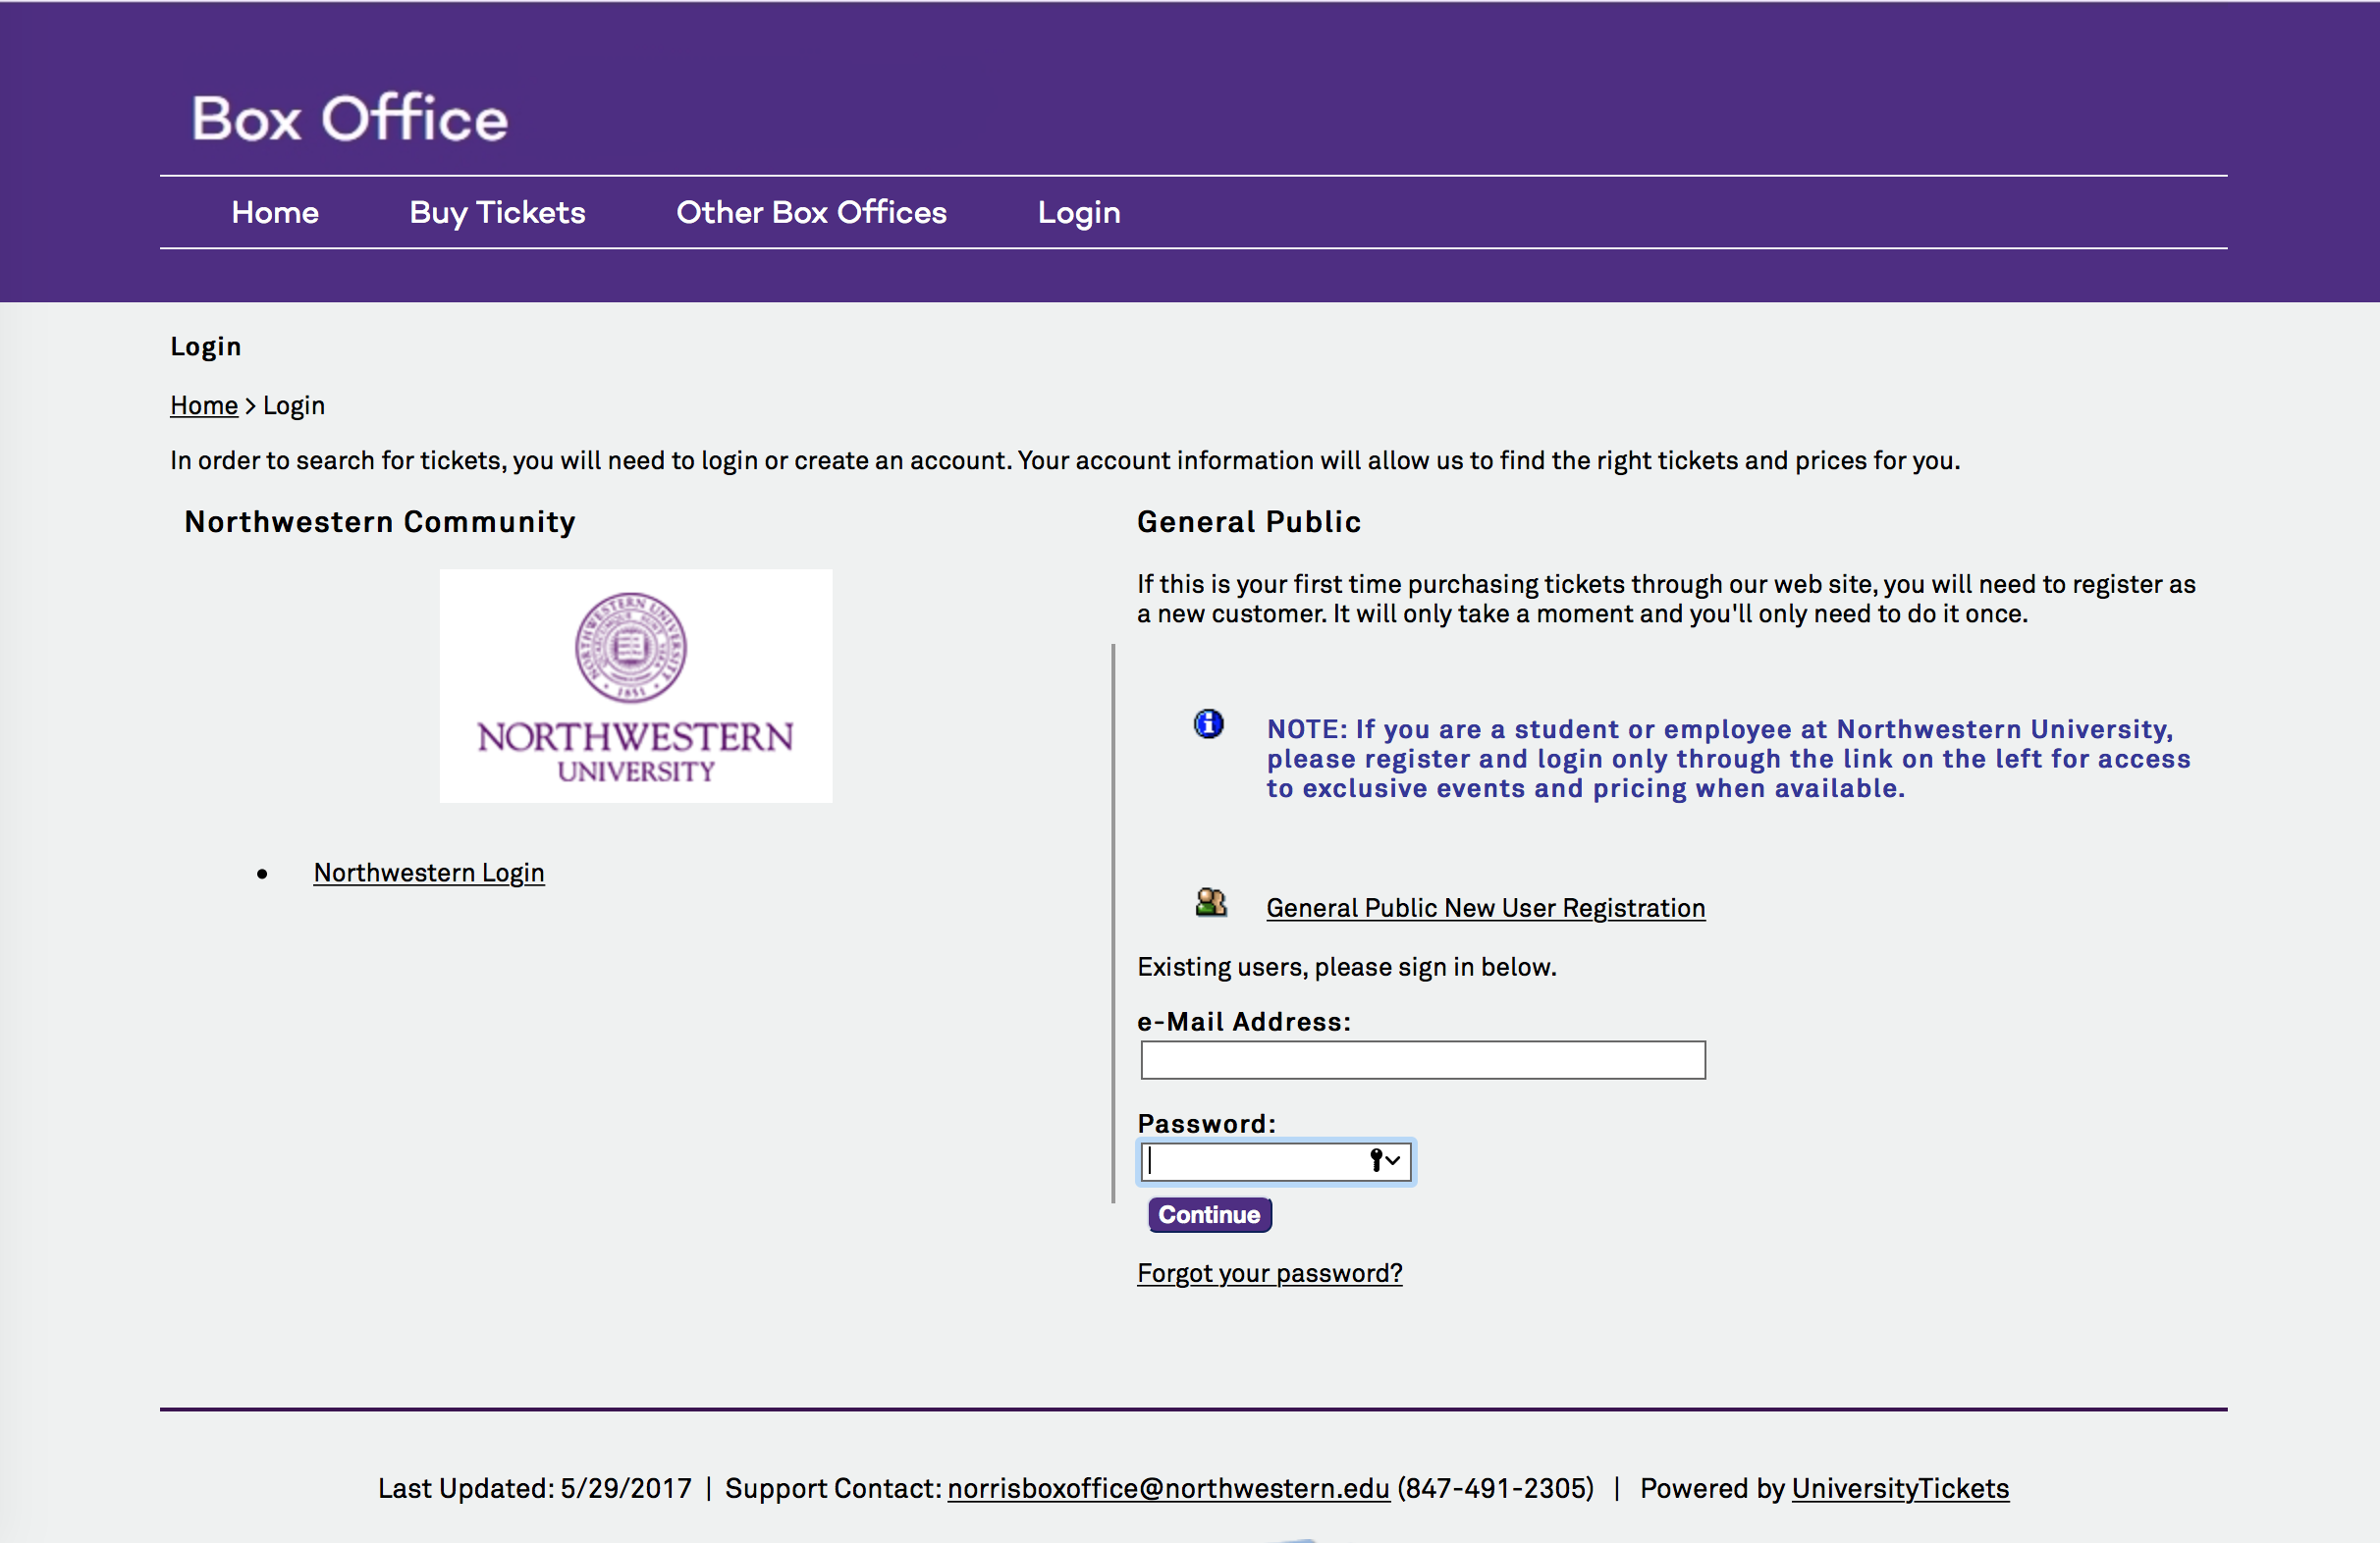 Box Office
Home Buy Tickets Other Box Offices Login
Login
Home > Login
In order to search for tickets, you will need to login or create an account. Your account information will allow us to find the right tickets and prices for you.
Northwestern Community
NORTHWESTERN UNIVERSITY
1851
NORTHWESTERN
UNIVERSITY
• Northwestern Login
General Public
If this is your first time purchasing tickets through our web site, you will need to register as
a new customer. It will only take a moment and you'll only need to do it once.
NOTE: If you are a student or employee at Northwestern University,
please register and login only through the link on the left for access
to exclusive events and pricing when available.
General Public New User Registration
Existing users, please sign in below.
e-Mail Address:
Password:
Continue
Forgot your password?
Last Updated: 5/29/2017 | Support Contact: norrisboxoffice@northwestern.edu (847-491-2305) | Powered by UniversityTickets